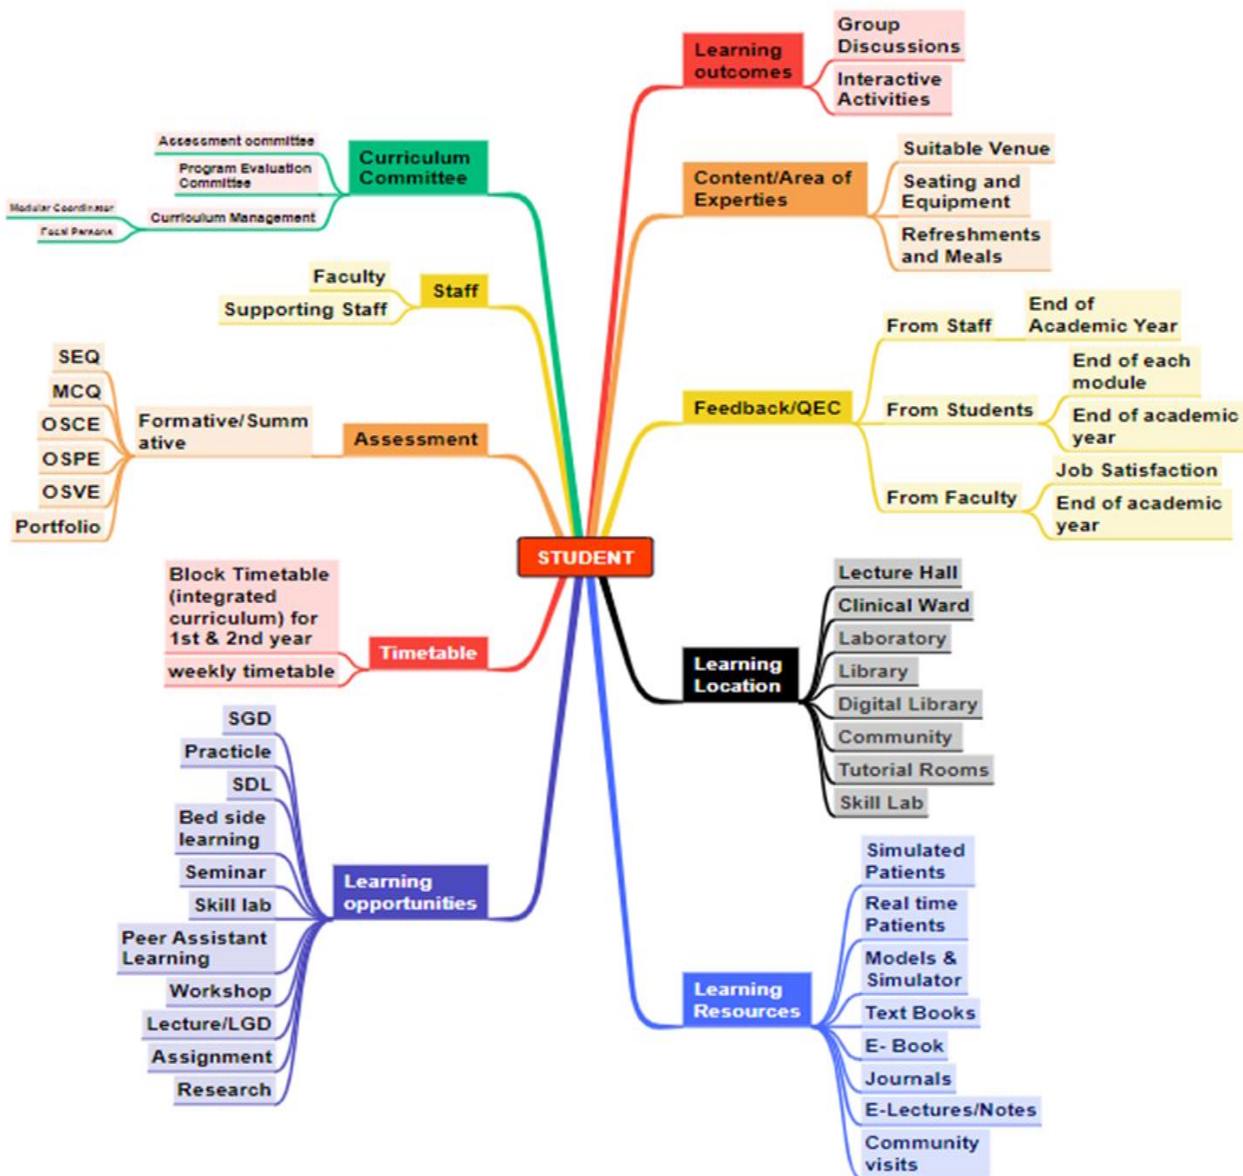 Learning
outcomes
Group
Discussions
Interactive
Activities
Content/Area of
Experties
Suitable Venue
Seating and
Equipment
Refreshments
and Meals
Feedback/QEC
From Staff
End of
Academic Year
From Students
End of each
module
End of academic
year
From Faculty
Job Satisfaction
End of academic
year
Learning
Location
Lecture Hall
Clinical Ward
Laboratory
Library
Digital Library
Community
Tutorial Rooms
Skill Lab
Learning
Resources
Simulated
Patients
Real time
Patients
Models &
Simulator
Text Books
E- Book
Journals
E-Lectures/Notes
Community
visits
STUDENT
Curriculum
Committee
Assessment committee
Program Evaluation
Committee
Curriculum Management
Modular Coordinator
Focal Persons
Staff
Faculty
Supporting Staff
Assessment
Formative/Summ
ative
SEQ
MCQ
OSCE
OSPE
OSVE
Portfolio
Timetable
Block Timetable
(integrated
curriculum) for
1st & 2nd year
weekly timetable
Learning
opportunities
SGD
Practicle
SDL
Bed side
learning
Seminar
Skill lab
Peer Assistant
Learning
Workshop
Lecture/LGD
Assignment
Research